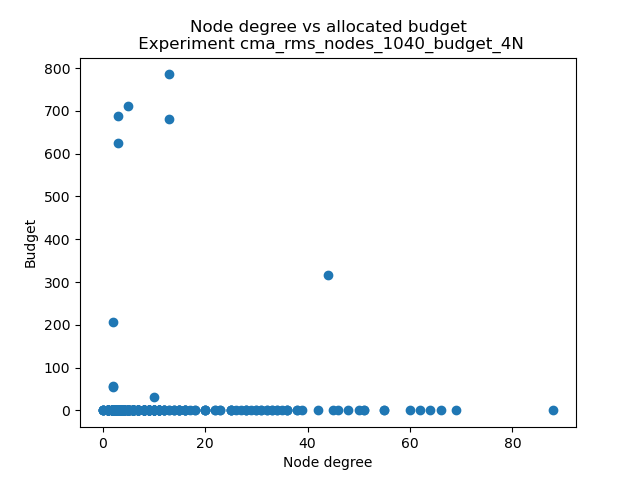 Node degree vs allocated budget
Experiment cma_rms_nodes_1040_budget_4N
800
700
600
500
400
300
200
100
0
Budget
0 20 40 60 80
Node degree